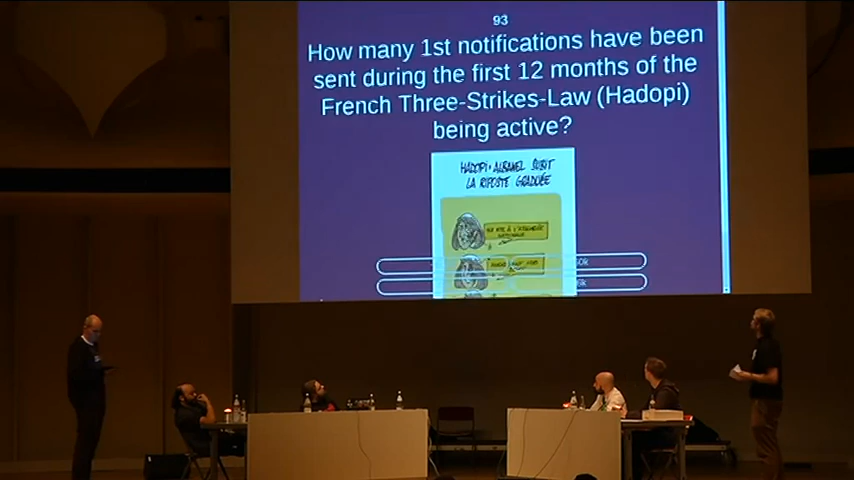 93
How many 1st notifications have been
sent during the first 12 months of the
French Three-Strikes-Law (Hadopi)
being active?
HADOPI: ALBANEL SUBIT
LA RIPOSTE GRADUÉE